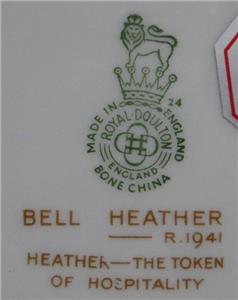 24
MADE IN ENGLAND
ROYAL·DOULTON
ENGLAND
BONE CHINA
BELL HEATHER
R.1941
HEATHER—THE TOKEN
OF HOSPITALITY